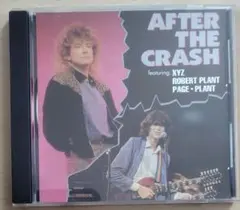 AFTER
THE
CRASH
featuring: XYZ
ROBERT PLANT
PAGE • PLANT